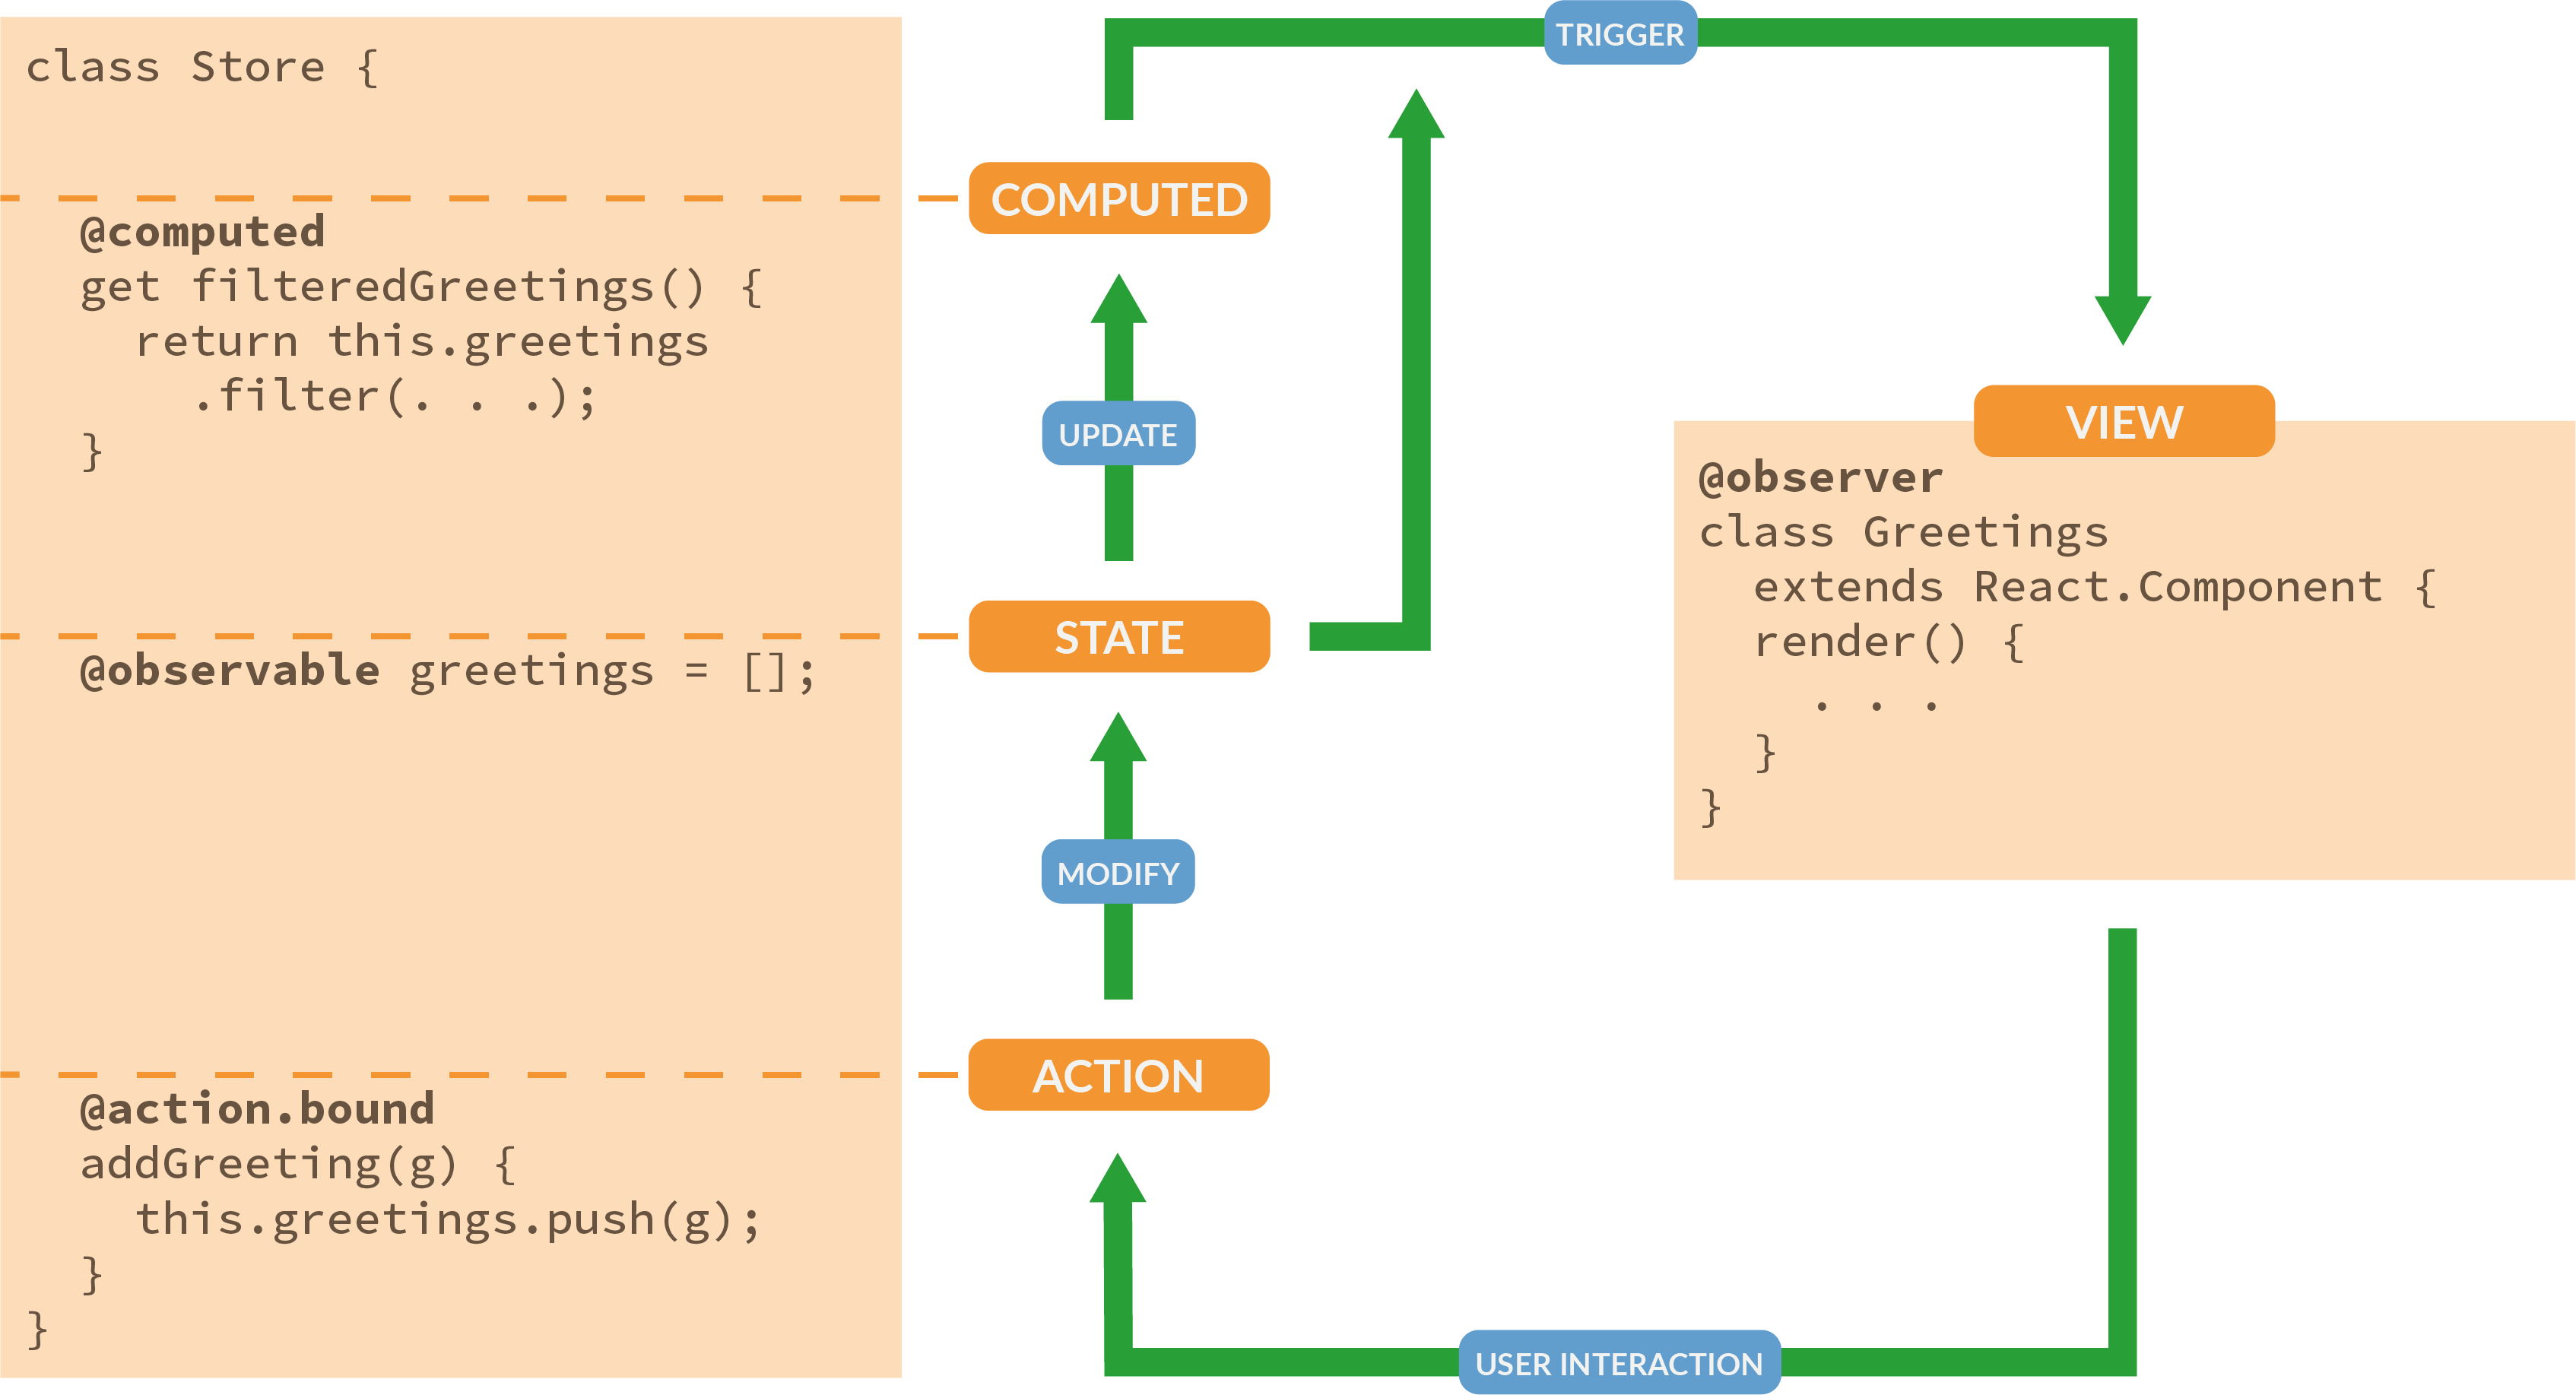 class Store {
@computed
get filteredGreetings() {
return this.greetings
.filter(. . .);
}
@observable greetings = [];
@action.bound
addGreeting(g) {
this.greetings.push(g);
}
}
TRIGGER
COMPUTED
UPDATE
STATE
MODIFY
ACTION
USER INTERACTION
VIEW
@observer
class Greetings
extends React.Component {
render() {
. . .
}
}